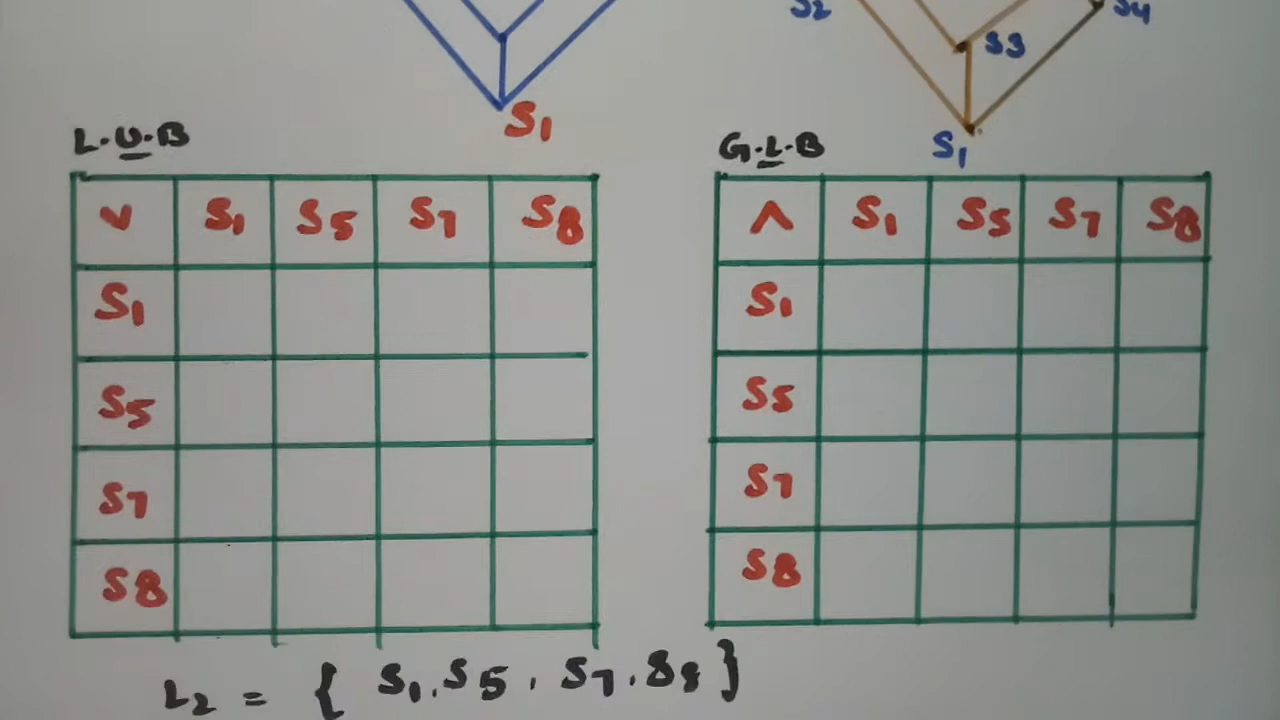 S2 S4
S3
S1
S1
L.U.B
G.L.B
V S1 S5 S7 S8
S1
S5
S7
S8
Λ S1 S5 S7 S8
S1
S5
S7
S8
L2 = { S1, S5, S7, S8 }